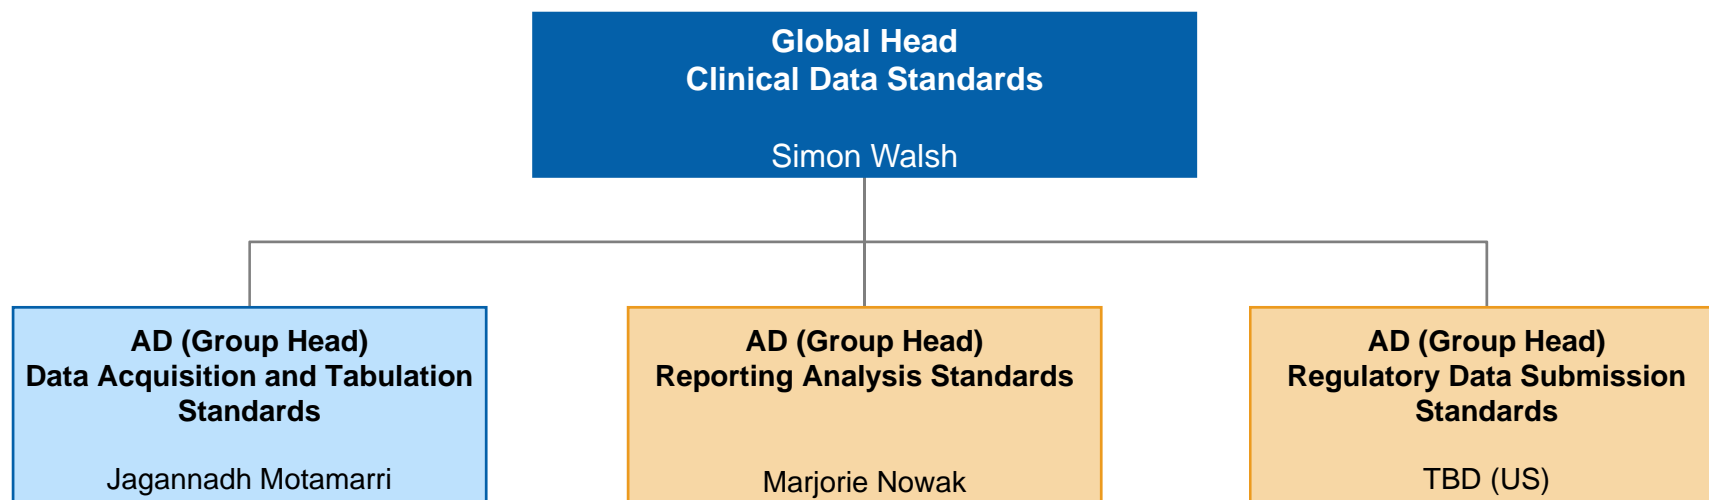 Global Head
Clinical Data Standards
Simon Walsh
AD (Group Head)
Data Acquisition and Tabulation
Standards
Jagannadh Motamarri
AD (Group Head)
Reporting Analysis Standards
Marjorie Nowak
AD (Group Head)
Regulatory Data Submission
Standards
TBD (US)